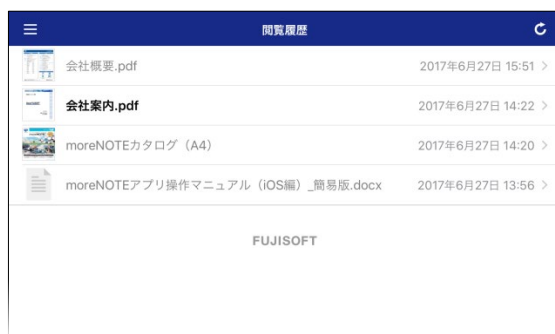 閲覧履歴
会社概要.pdf 2017年6月27日 15:51
会社案内.pdf 2017年6月27日 14:22
moreNOTEカタログ（A4） 2017年6月27日 14:20
moreNOTEアプリ操作マニュアル（iOS編）_簡易版.docx 2017年6月27日 13:56
FUJISOFT